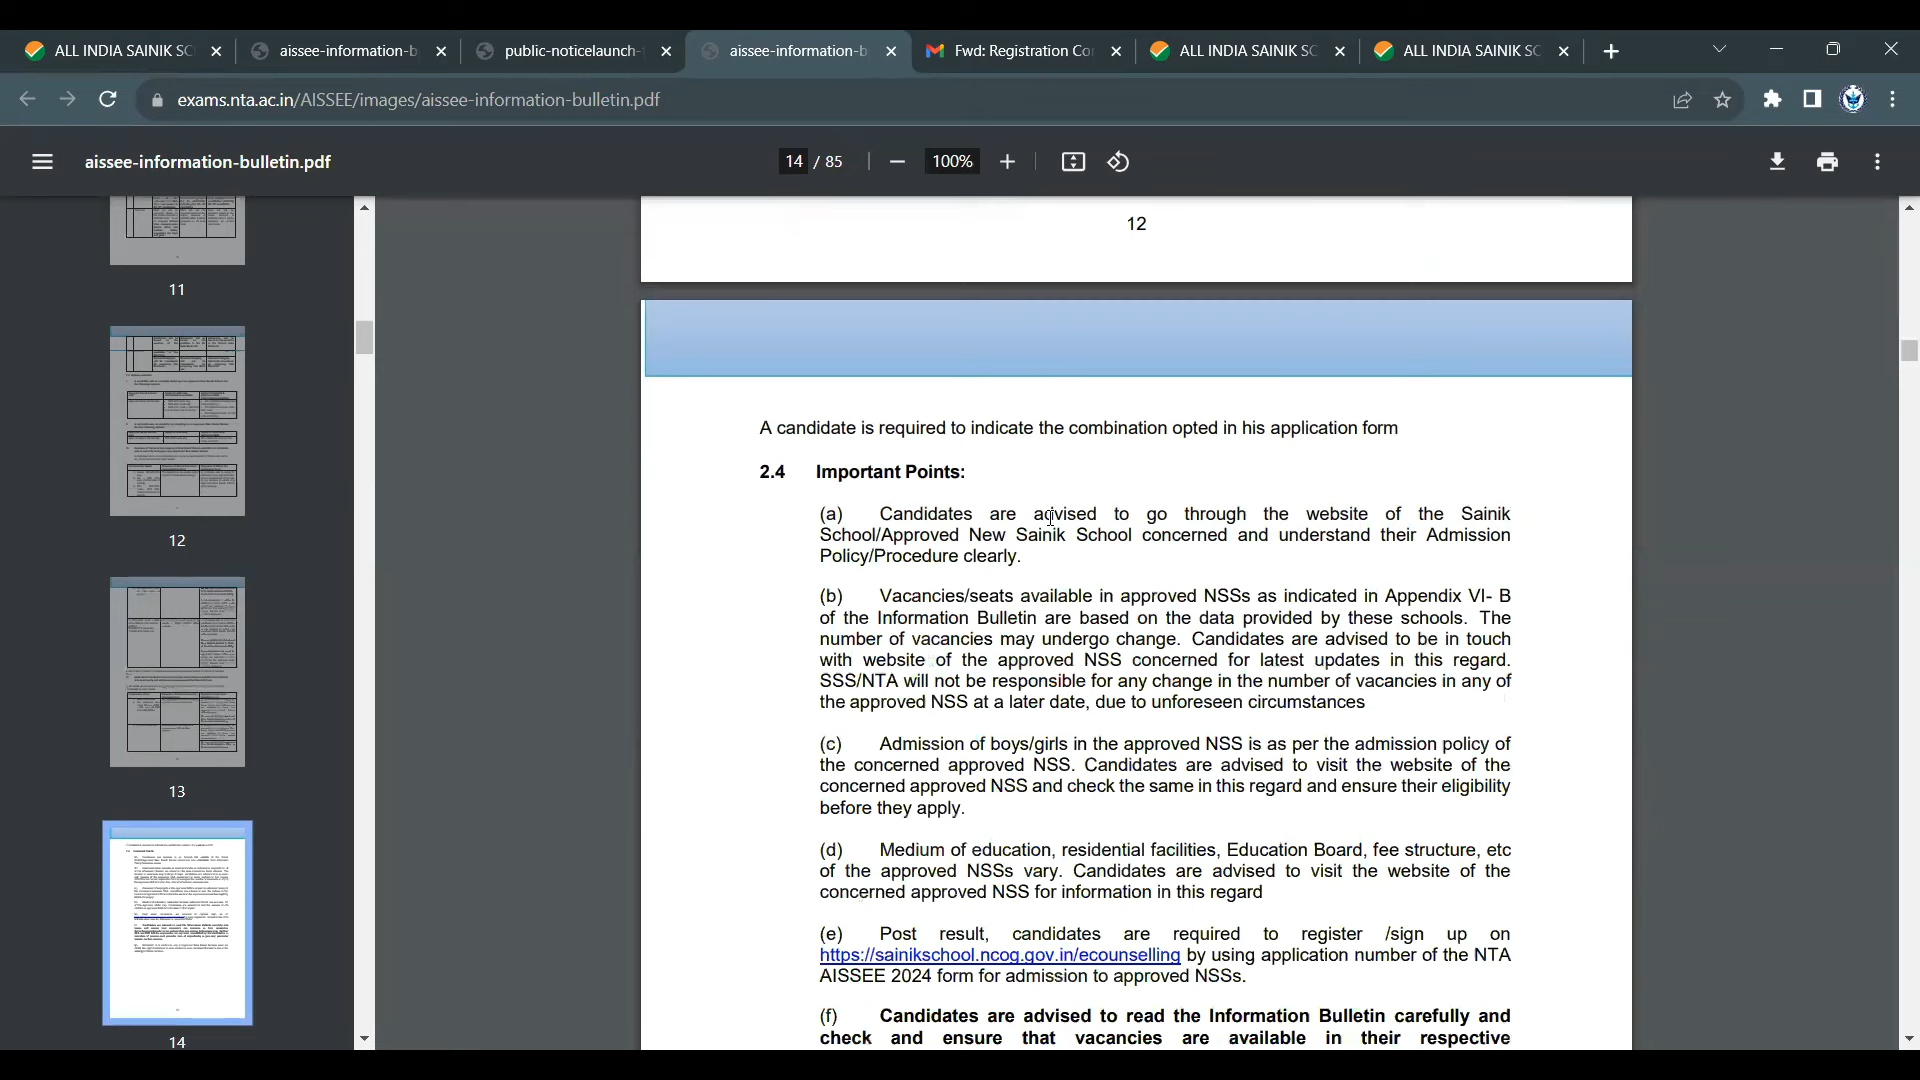 ALL INDIA SAINIK SC
aissee-information-b
public-noticelaunch-
aissee-information-b
Fwd: Registration Co
ALL INDIA SAINIK SC
ALL INDIA SAINIK SC
exams.nta.ac.in/AISSEE/images/aissee-information-bulletin.pdf
aissee-information-bulletin.pdf
14 / 85
100%
11
12
13
14
12
A candidate is required to indicate the combination opted in his application form
2.4 Important Points:
(a) Candidates are advised to go through the website of the Sainik
School/Approved New Sainik School concerned and understand their Admission
Policy/Procedure clearly.
(b) Vacancies/seats available in approved NSSs as indicated in Appendix VI- B
of the Information Bulletin are based on the data provided by these schools. The
number of vacancies may undergo change. Candidates are advised to be in touch
with website of the approved NSS concerned for latest updates in this regard.
SSS/NTA will not be responsible for any change in the number of vacancies in any of
the approved NSS at a later date, due to unforeseen circumstances
(c) Admission of boys/girls in the approved NSS is as per the admission policy of
the concerned approved NSS. Candidates are advised to visit the website of the
concerned approved NSS and check the same in this regard and ensure their eligibility
before they apply.
(d) Medium of education, residential facilities, Education Board, fee structure, etc
of the approved NSSs vary. Candidates are advised to visit the website of the
concerned approved NSS for information in this regard
(e) Post result, candidates are required to register /sign up on
https://sainikschool.ncog.gov.in/ecounselling by using application number of the NTA
AISSEE 2024 form for admission to approved NSSs.
(f) Candidates are advised to read the Information Bulletin carefully and
check and ensure that vacancies are available in their respective